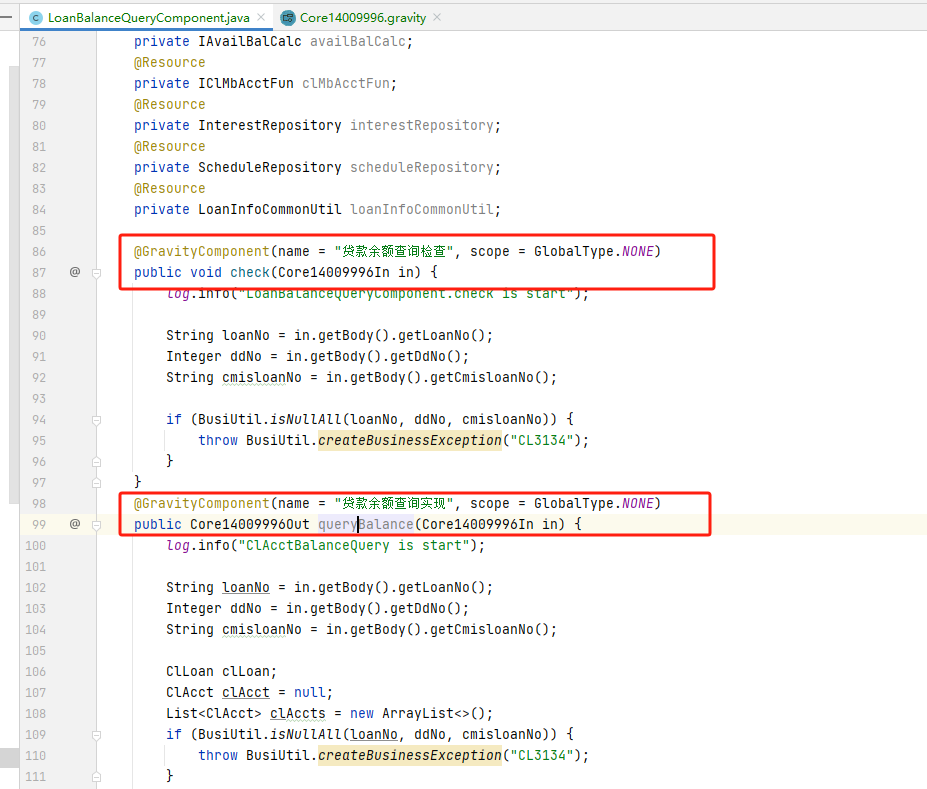 LoanBalanceQueryComponent.java × Core14009996.gravity ×
76 private IAvailBalCalc availBalCalc;
77 @Resource
78 private IClMbAcctFun clMbAcctFun;
79 @Resource
80 private InterestRepository interestRepository;
81 @Resource
82 private ScheduleRepository scheduleRepository;
83 @Resource
84 private LoanInfoCommonUtil loanInfoCommonUtil;
85
86 @GravityComponent(name = "贷款余额查询检查", scope = GlobalType.NONE)
87 @ public void check(Core14009996In in) {
88 log.info("LoanBalanceQueryComponent.check is start");
89
90 String loanNo = in.getBody().getLoanNo();
91 Integer ddNo = in.getBody().getDdNo();
92 String cmisloanNo = in.getBody().getCmisloanNo();
93
94 if (BusiUtil.isNullAll(loanNo, ddNo, cmisloanNo)) {
95 throw BusiUtil.createBusinessException("CL3134");
96 }
97 }
98 @GravityComponent(name = "贷款余额查询实现", scope = GlobalType.NONE)
99 @ public Core14009996Out queryBalance(Core14009996In in) {
100 log.info("ClAcctBalanceQuery is start");
101
102 String loanNo = in.getBody().getLoanNo();
103 Integer ddNo = in.getBody().getDdNo();
104 String cmisloanNo = in.getBody().getCmisloanNo();
105
106 ClLoan clLoan;
107 ClAcct clAcct = null;
108 List<ClAcct> clAccts = new ArrayList<>();
109 if (BusiUtil.isNullAll(loanNo, ddNo, cmisloanNo)) {
110 throw BusiUtil.createBusinessException("CL3134");
111 }